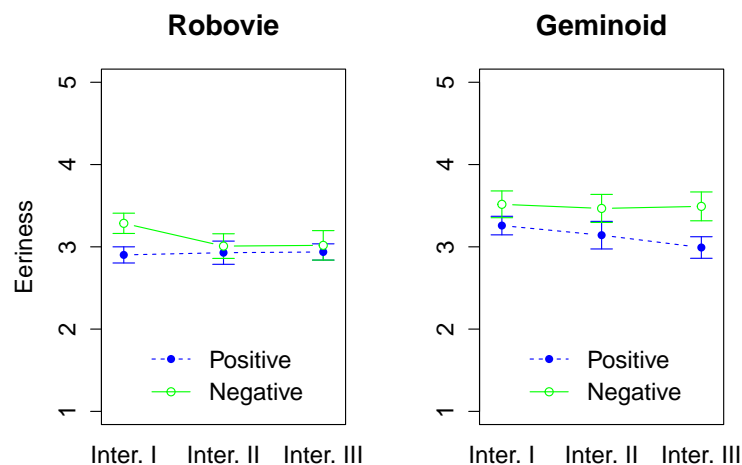 Robovie
Geminoid
Eeriness
5
4
3
2
1
Positive
Negative
Inter. I Inter. II Inter. III
5
4
3
2
1
Positive
Negative
Inter. I Inter. II Inter. III